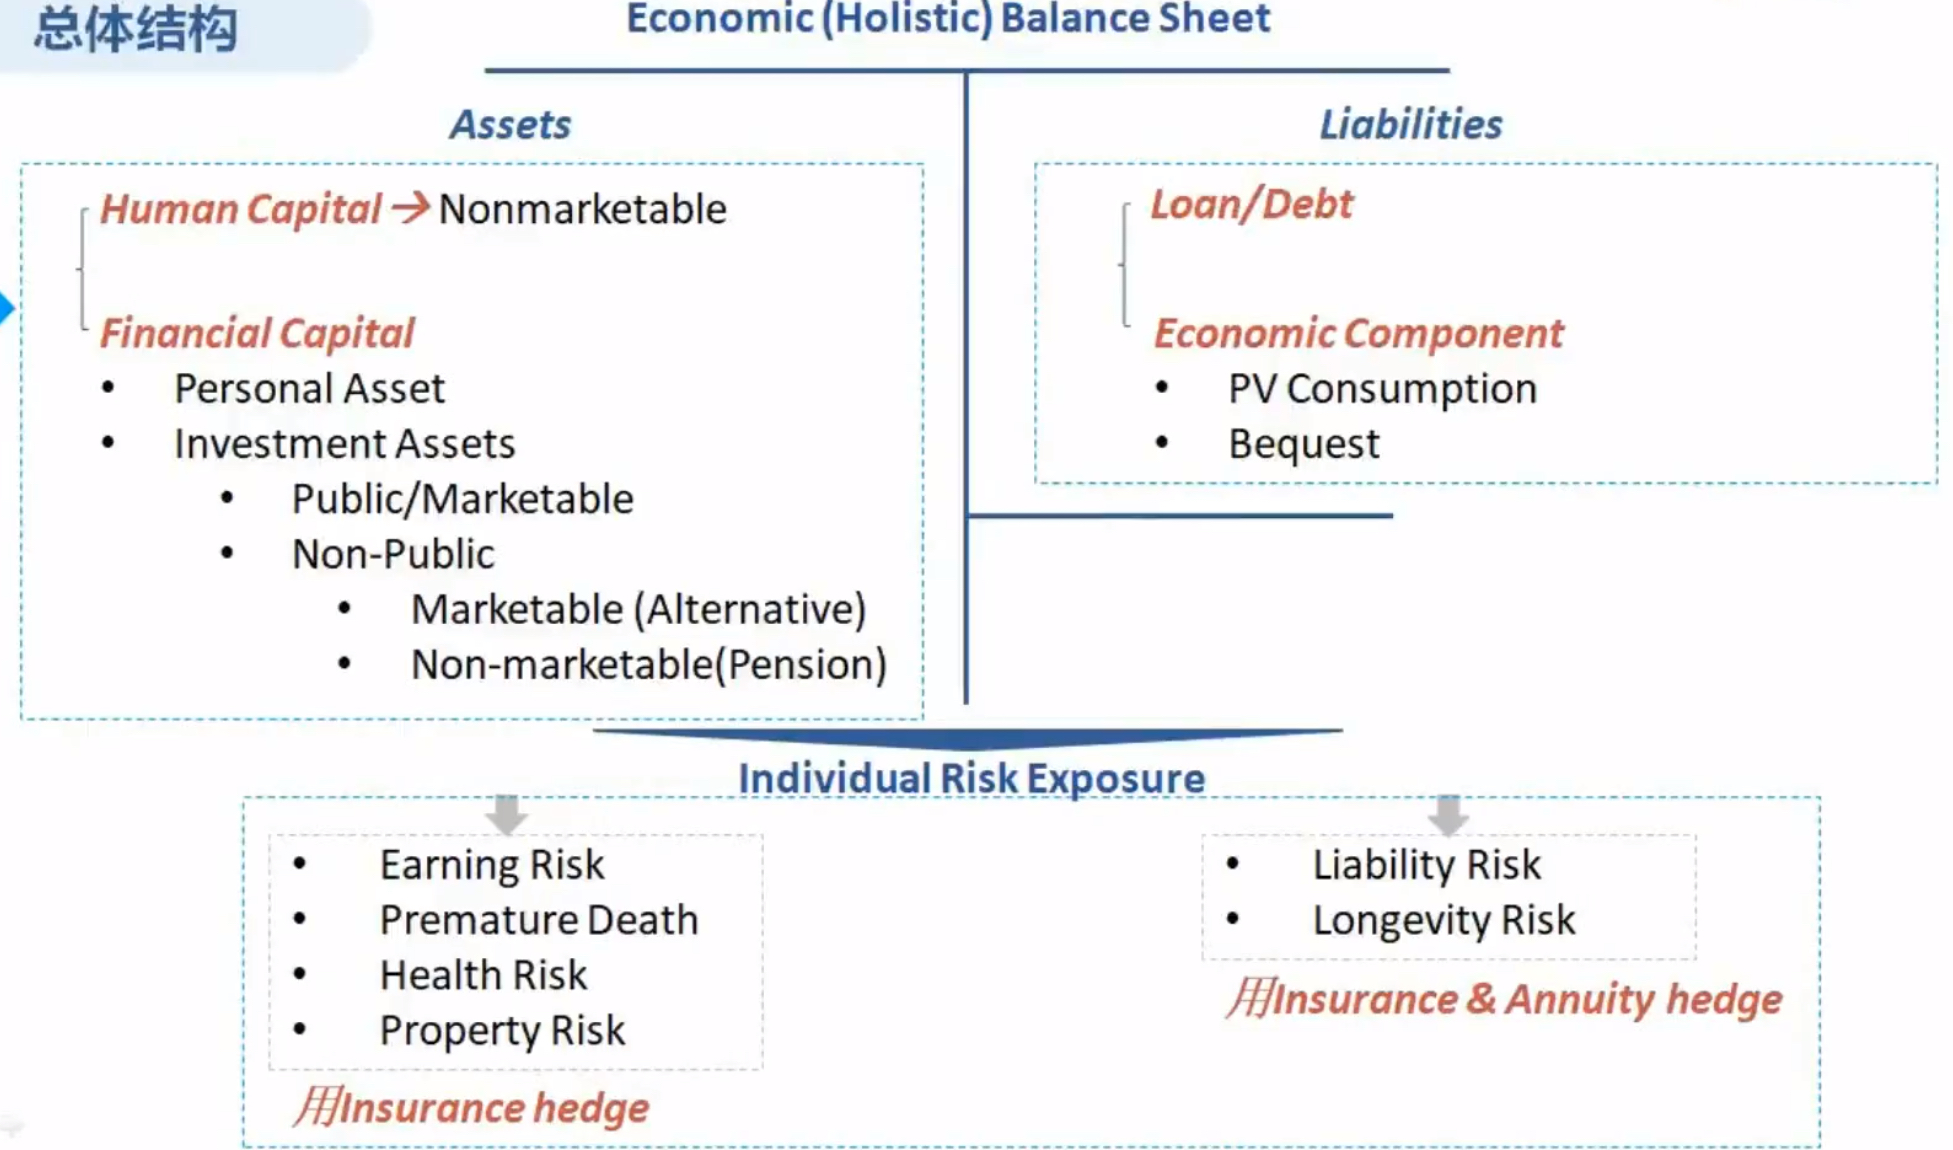 总体结构
Economic (Holistic) Balance Sheet
Assets
Human Capital → Nonmarketable
Financial Capital
• Personal Asset
• Investment Assets
• Public/Marketable
• Non-Public
• Marketable (Alternative)
• Non-marketable(Pension)
Liabilities
Loan/Debt
Economic Component
• PV Consumption
• Bequest
Individual Risk Exposure
• Earning Risk
• Premature Death
• Health Risk
• Property Risk
用Insurance hedge
• Liability Risk
• Longevity Risk
用Insurance & Annuity hedge